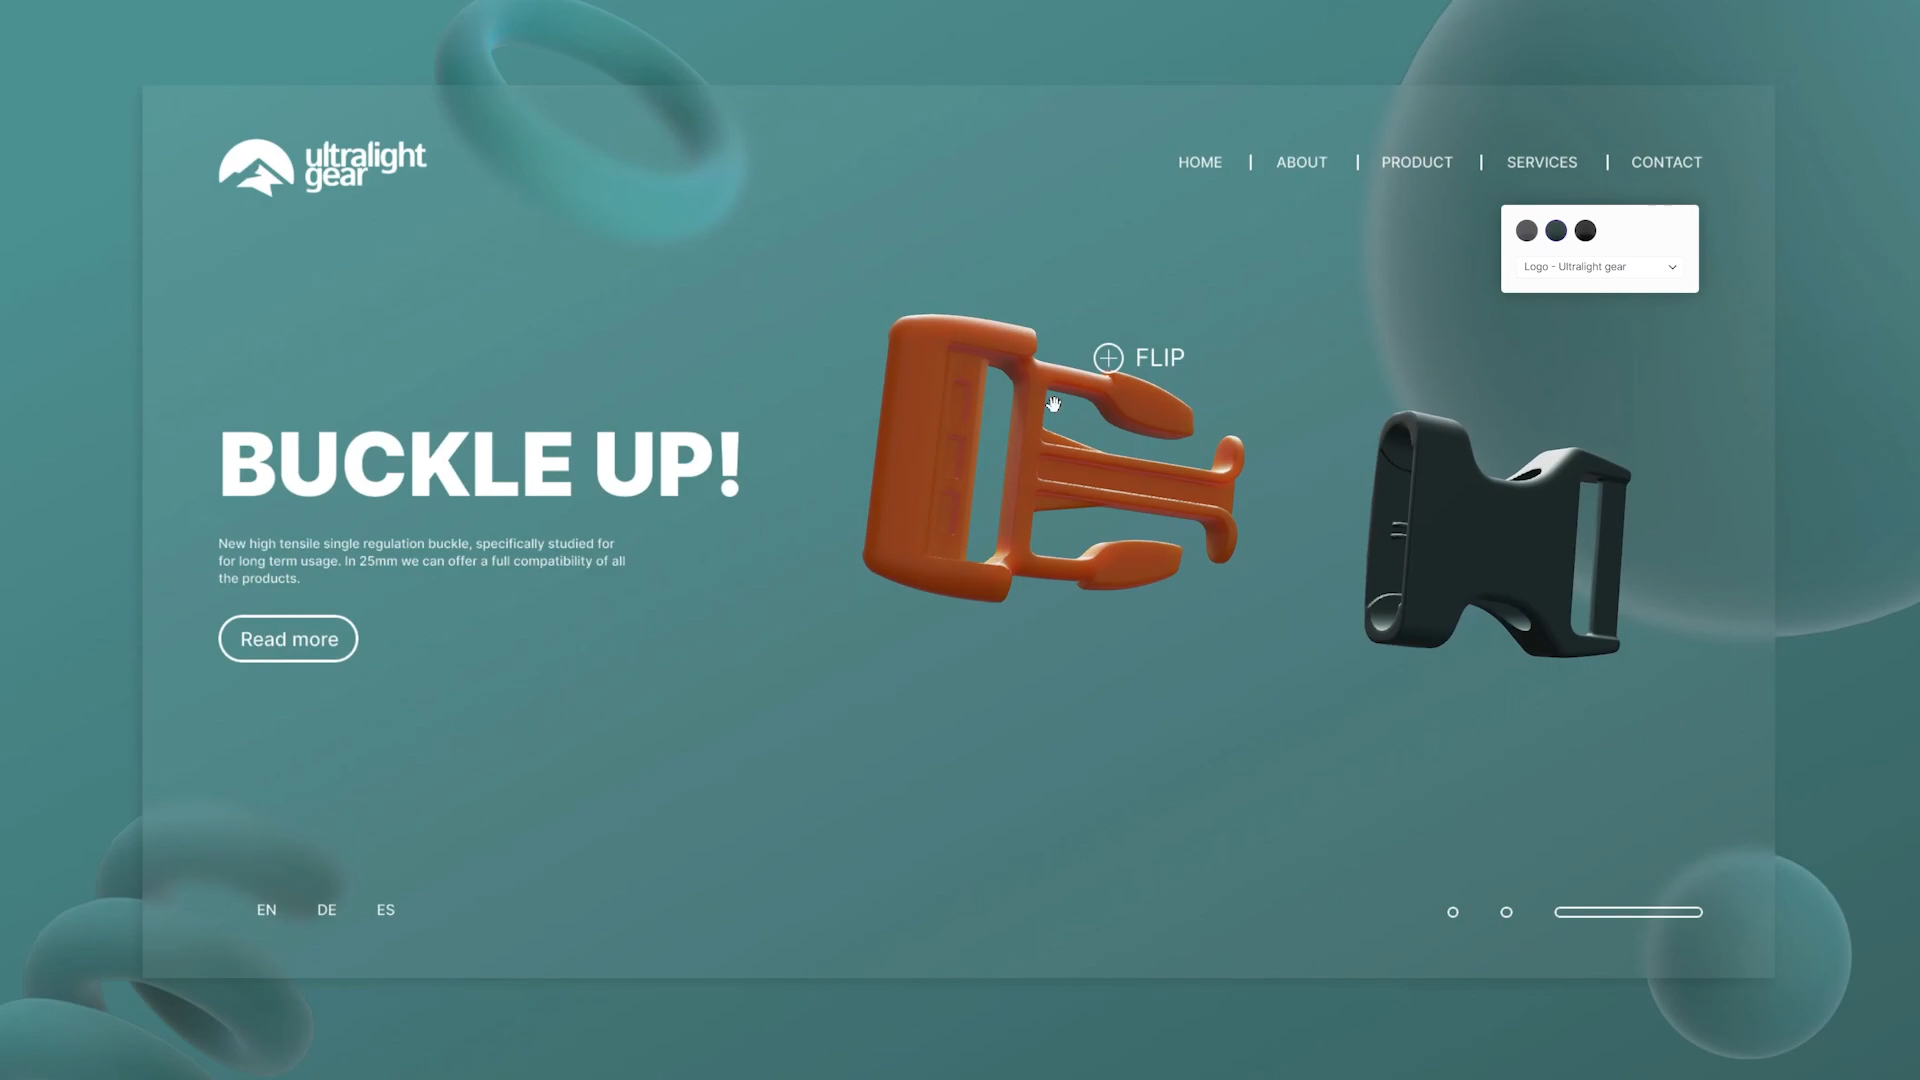 ultralight
gear
HOME | ABOUT | PRODUCT | SERVICES | CONTACT
Logo - Ultralight gear
FLIP
BUCKLE UP!
New high tensile single regulation buckle, specifically studied for
for long term usage. In 25mm we can offer a full compatibility of all
the products.
Read more
EN DE ES